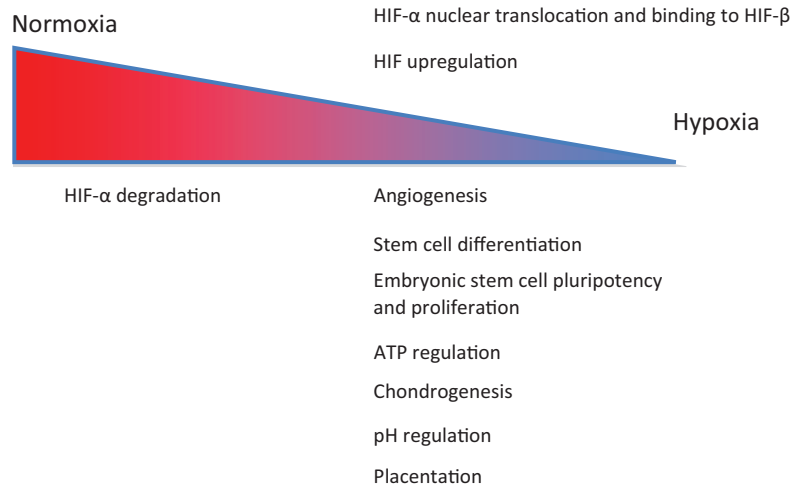 Normoxia
HIF-α nuclear translocation and binding to HIF-β
HIF upregulation
Hypoxia
HIF-α degradation
Angiogenesis
Stem cell differentiation
Embryonic stem cell pluripotency
and proliferation
ATP regulation
Chondrogenesis
pH regulation
Placentation